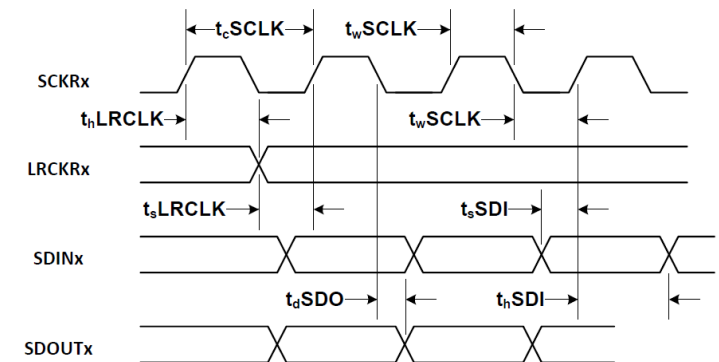 tcSCLK twSCLK
SCKRx
thLRCLK twSCLK
LRCKRx
tsLRCLK tsSDI
SDINx
tdSDO thSDI
SDOUTx